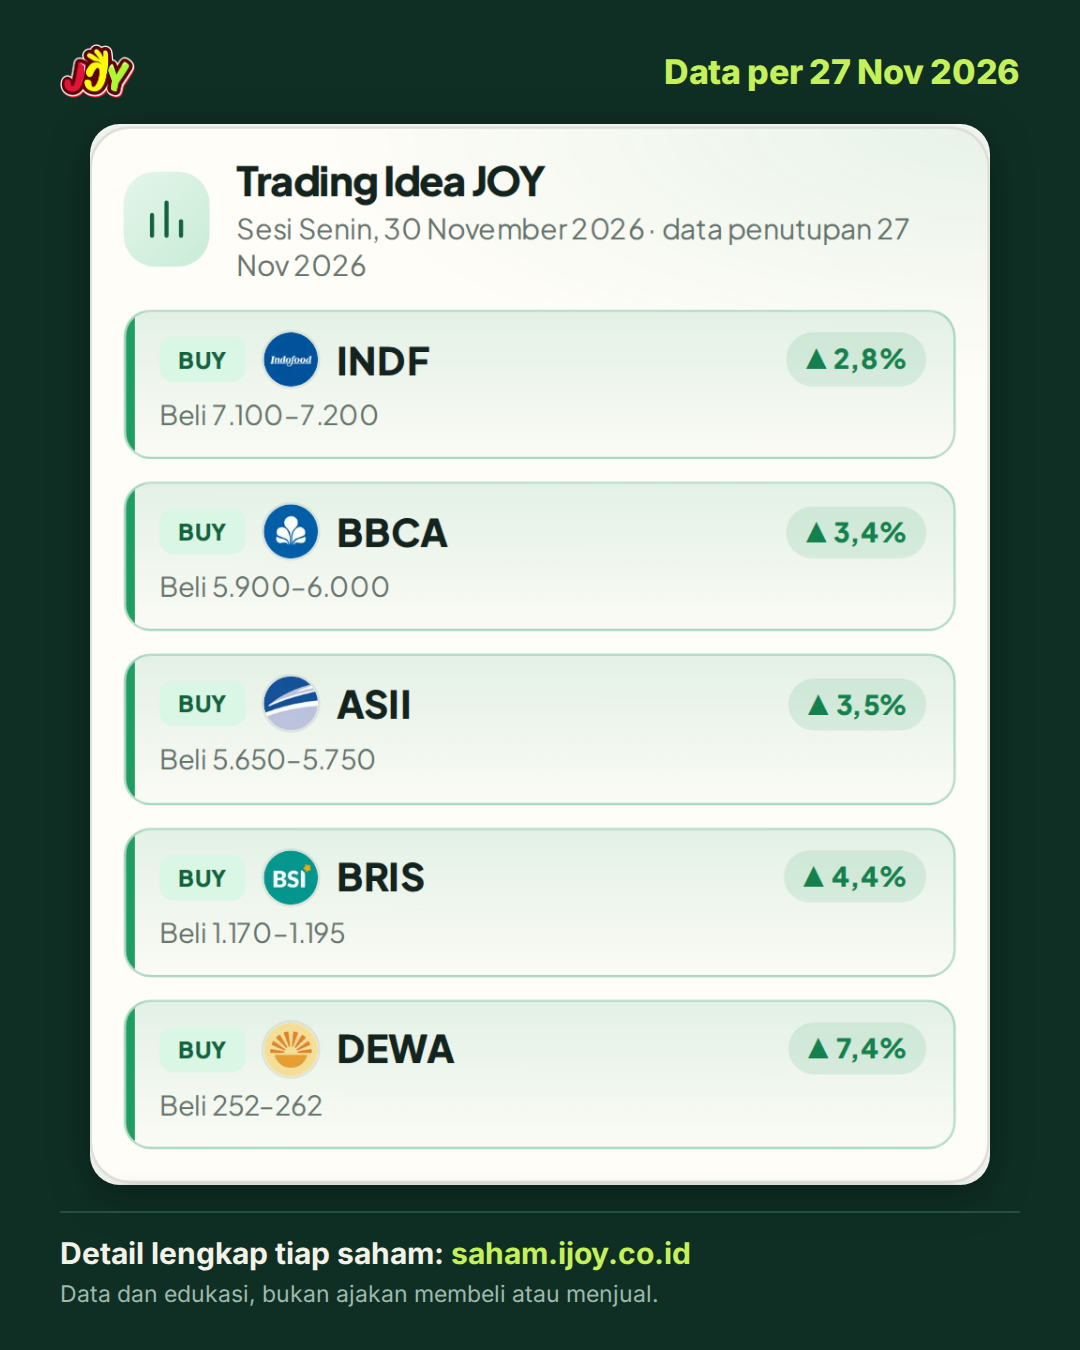 JOY
Data per 27 Nov 2026
Trading Idea JOY
Sesi Senin, 30 November 2026 · data penutupan 27
Nov 2026
BUY Indofood INDF ▲ 2,8%
Beli 7.100–7.200
BUY BBCA ▲ 3,4%
Beli 5.900–6.000
BUY ASII ▲ 3,5%
Beli 5.650–5.750
BUY BSI BRIS ▲ 4,4%
Beli 1.170–1.195
BUY DEWA ▲ 7,4%
Beli 252–262
Detail lengkap tiap saham: saham.ijoy.co.id
Data dan edukasi, bukan ajakan membeli atau menjual.